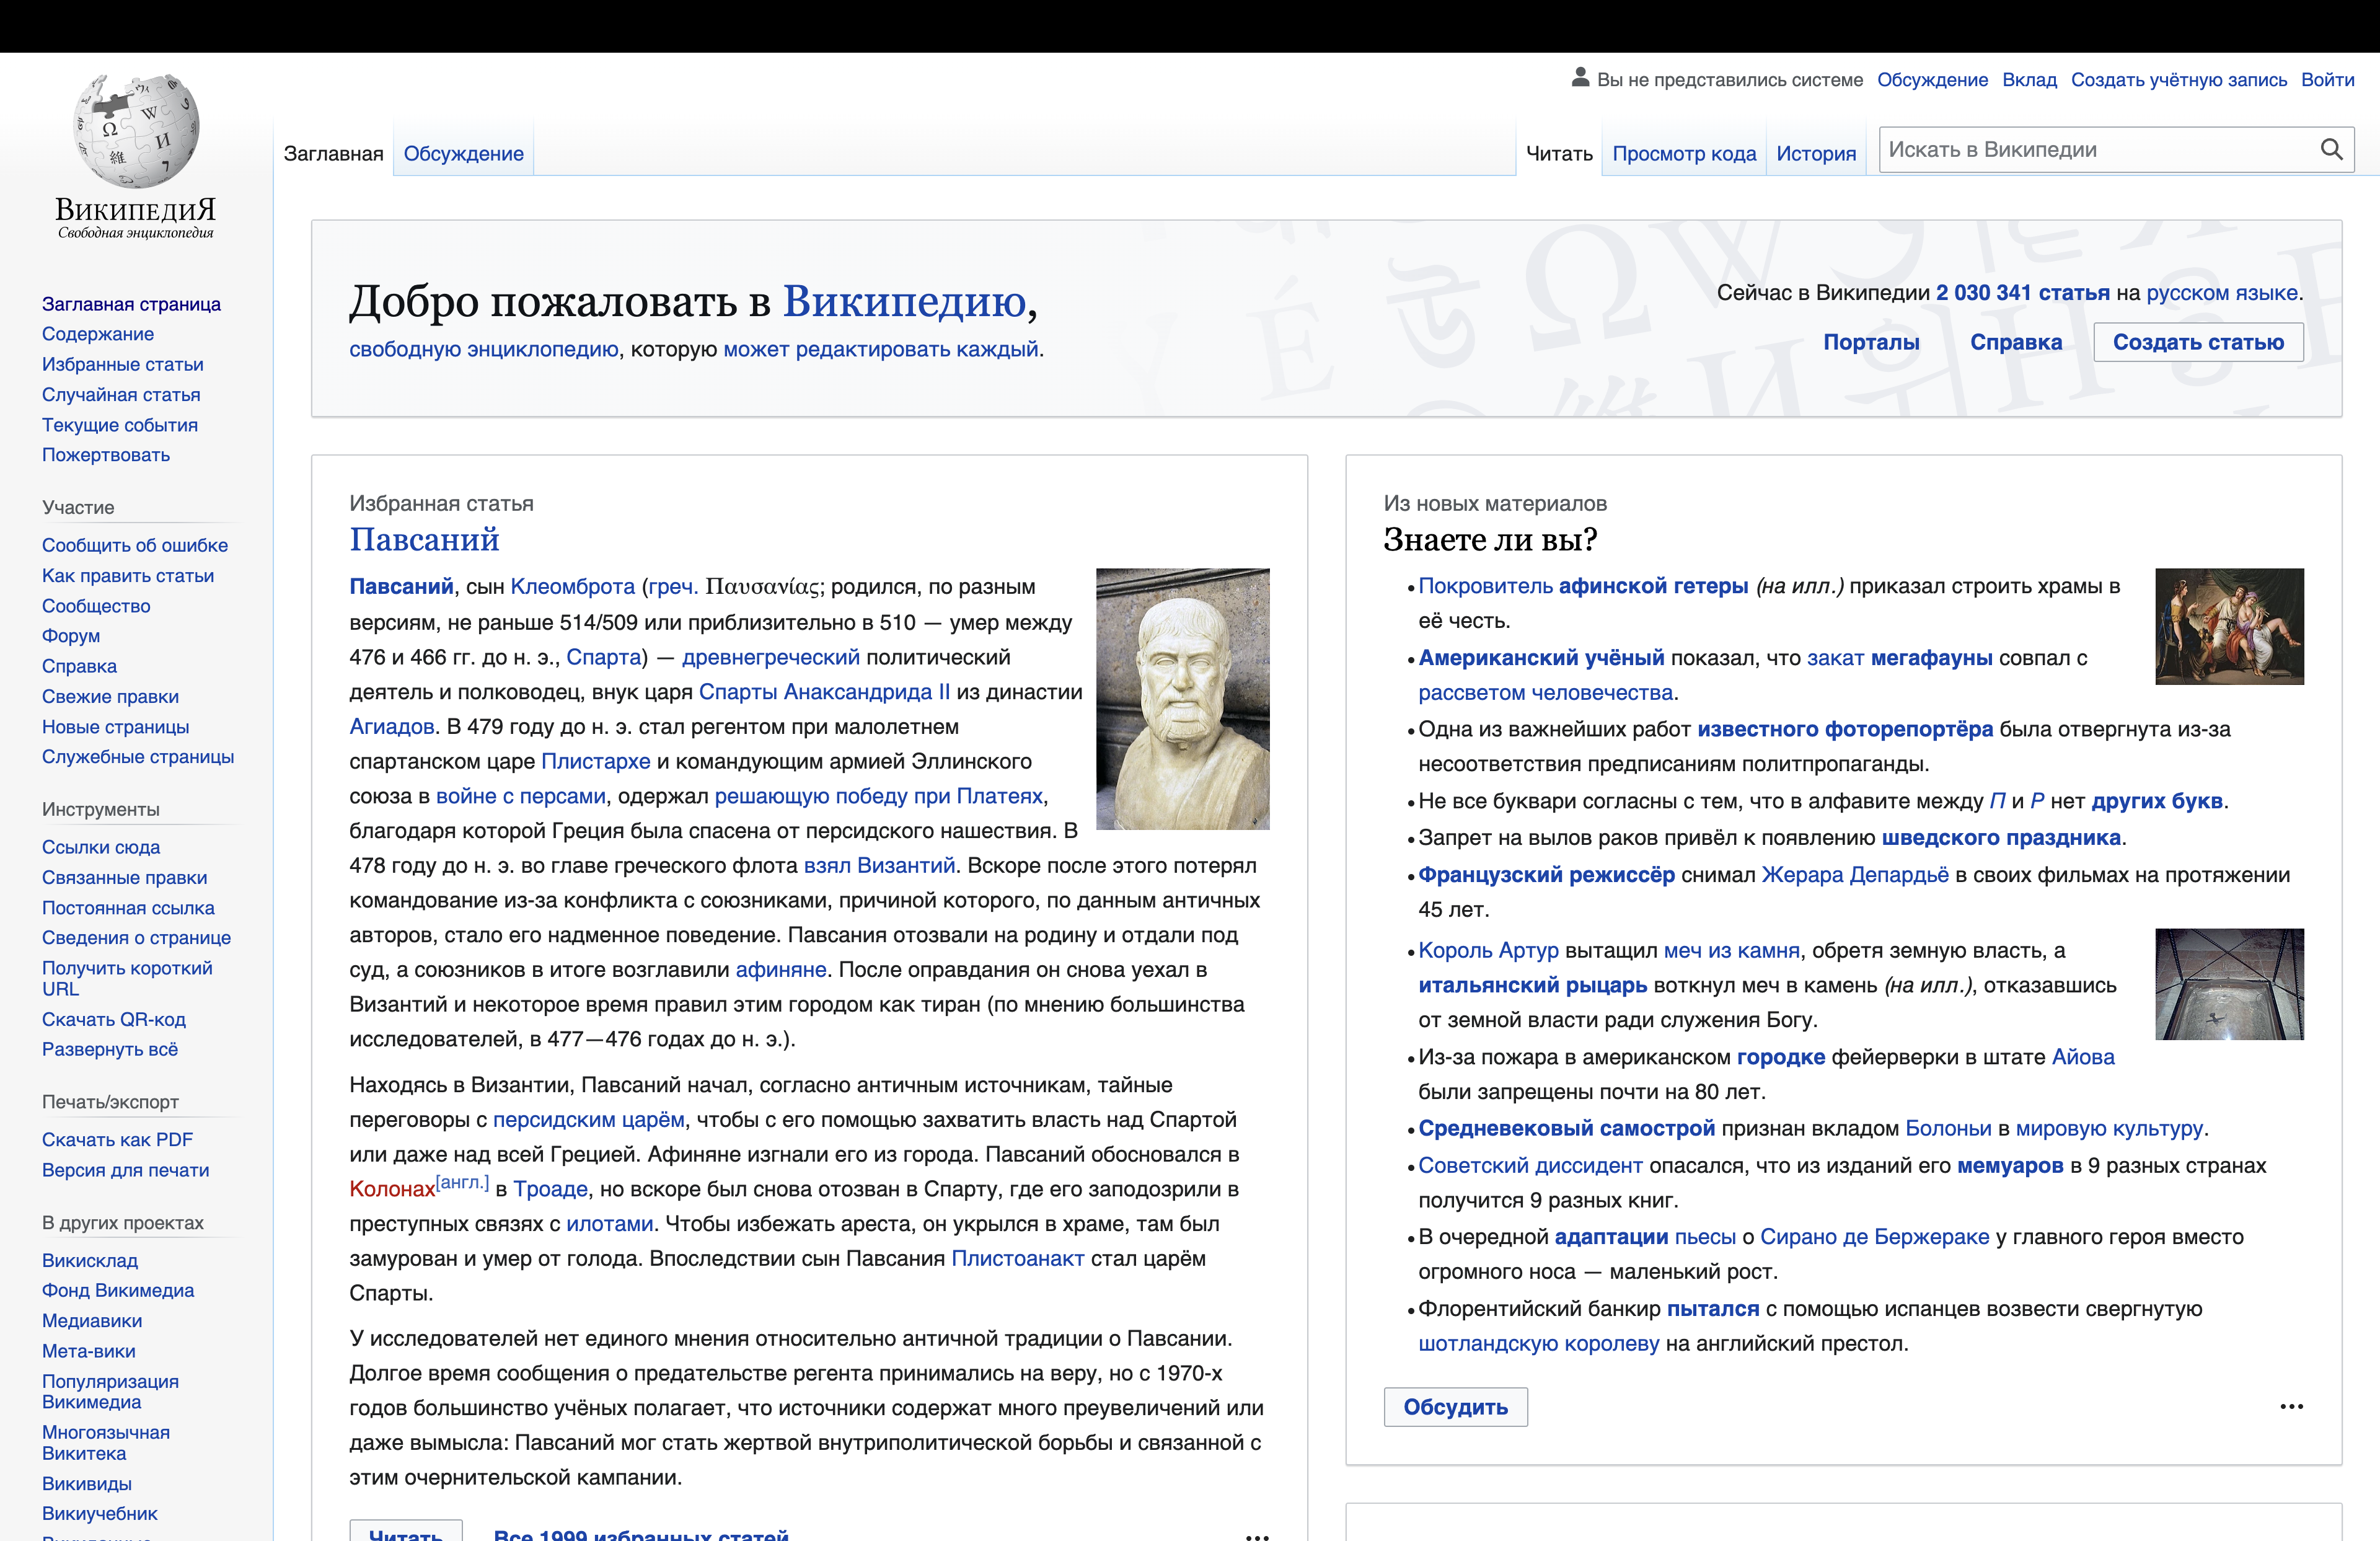 Вы не представились системе Обсуждение Вклад Создать учётную запись Войти
ВикипедиЯ
Свободная энциклопедия
Заглавная Обсуждение Читать Просмотр кода История Искать в Википедии
Заглавная страница
Содержание
Избранные статьи
Случайная статья
Текущие события
Пожертвовать
Участие
Сообщить об ошибке
Как править статьи
Сообщество
Форум
Справка
Свежие правки
Новые страницы
Служебные страницы
Инструменты
Ссылки сюда
Связанные правки
Постоянная ссылка
Сведения о странице
Получить короткий
URL
Скачать QR-код
Развернуть всё
Печать/экспорт
Скачать как PDF
Версия для печати
В других проектах
Викисклад
Фонд Викимедиа
Медиавики
Мета-вики
Популяризация
Викимедиа
Многоязычная
Викитека
Викивиды
Викиучебник
Добро пожаловать в Википедию,
свободную энциклопедию, которую может редактировать каждый.
Сейчас в Википедии 2 030 341 статья на русском языке.
Порталы Справка Создать статью
Избранная статья
Павсаний
Павсаний, сын Клеомброта (греч. Παυσανίας; родился, по разным
версиям, не раньше 514/509 или приблизительно в 510 — умер между
476 и 466 гг. до н. э., Спарта) — древнегреческий политический
деятель и полководец, внук царя Спарты Анаксандрида II из династии
Агиадов. В 479 году до н. э. стал регентом при малолетнем
спартанском царе Плистархе и командующим армией Эллинского
союза в войне с персами, одержал решающую победу при Платеях,
благодаря которой Греция была спасена от персидского нашествия. В
478 году до н. э. во главе греческого флота взял Византий. Вскоре после этого потерял
командование из-за конфликта с союзниками, причиной которого, по данным античных
авторов, стало его надменное поведение. Павсания отозвали на родину и отдали под
суд, а союзников в итоге возглавили афиняне. После оправдания он снова уехал в
Византий и некоторое время правил этим городом как тиран (по мнению большинства
исследователей, в 477—476 годах до н. э.).
Находясь в Византии, Павсаний начал, согласно античным источникам, тайные
переговоры с персидским царём, чтобы с его помощью захватить власть над Спартой
или даже над всей Грецией. Афиняне изгнали его из города. Павсаний обосновался в
Колонах[англ.] в Троаде, но вскоре был снова отозван в Спарту, где его заподозрили в
преступных связях с илотами. Чтобы избежать ареста, он укрылся в храме, там был
замурован и умер от голода. Впоследствии сын Павсания Плистоанакт стал царём
Спарты.
У исследователей нет единого мнения относительно античной традиции о Павсании.
Долгое время сообщения о предательстве регента принимались на веру, но с 1970-х
годов большинство учёных полагает, что источники содержат много преувеличений или
даже вымысла: Павсаний мог стать жертвой внутриполитической борьбы и связанной с
этим очернительской кампании.
Читать Все 1999 избранных статей
Из новых материалов
Знаете ли вы?
Покровитель афинской гетеры (на илл.) приказал строить храмы в
её честь.
Американский учёный показал, что закат мегафауны совпал с
рассветом человечества.
Одна из важнейших работ известного фоторепортёра была отвергнута из-за
несоответствия предписаниям политпропаганды.
Не все буквари согласны с тем, что в алфавите между П и Р нет других букв.
Запрет на вылов раков привёл к появлению шведского праздника.
Французский режиссёр снимал Жерара Депардьё в своих фильмах на протяжении
45 лет.
Король Артур вытащил меч из камня, обретя земную власть, а
итальянский рыцарь воткнул меч в камень (на илл.), отказавшись
от земной власти ради служения Богу.
Из-за пожара в американском городке фейерверки в штате Айова
были запрещены почти на 80 лет.
Средневековый самострой признан вкладом Болоньи в мировую культуру.
Советский диссидент опасался, что из изданий его мемуаров в 9 разных странах
получится 9 разных книг.
В очередной адаптации пьесы о Сирано де Бержераке у главного героя вместо
огромного носа — маленький рост.
Флорентийский банкир пытался с помощью испанцев возвести свергнутую
шотландскую королеву на английский престол.
Обсудить